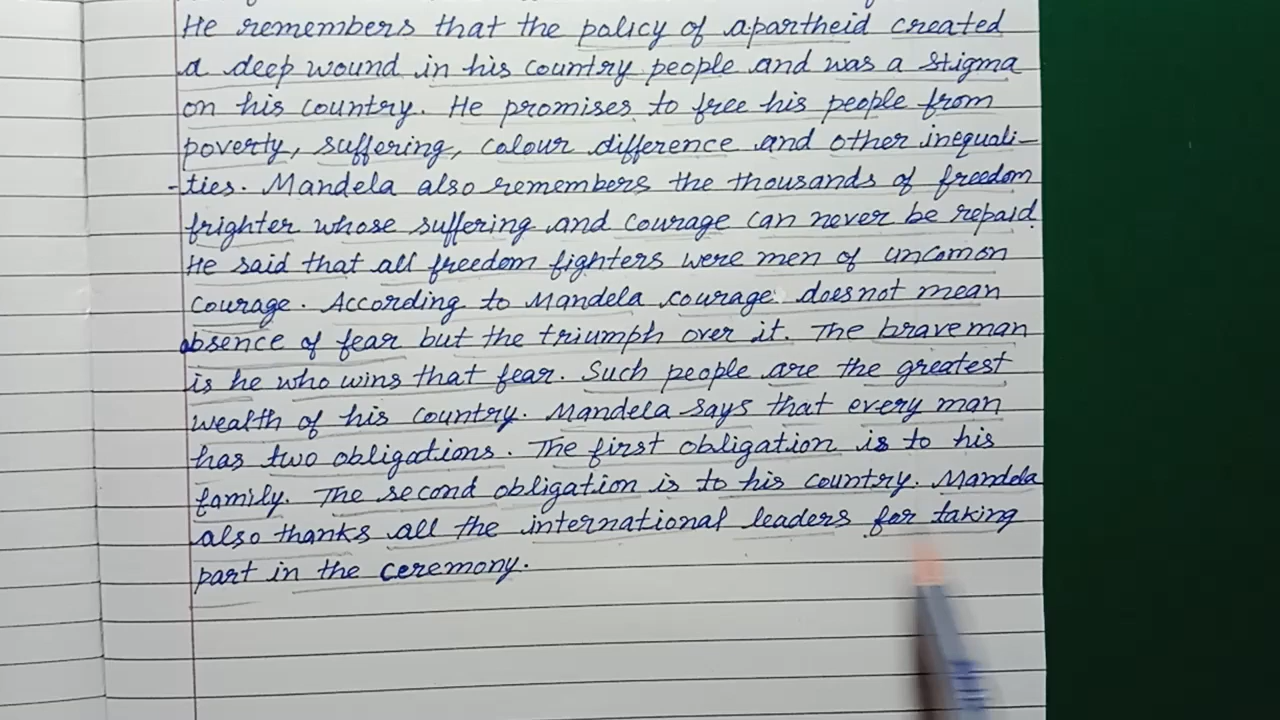 He remembers that the policy of apartheid created
a deep wound in his country people and was a stigma
on his country. He promises to free his people from
poverty, suffering, colour difference and other inequali-
-ties. Mandela also remembers the thousands of freedom
frighter whose suffering and courage can never be repaid.
He said that all freedom fighters were men of uncomon
courage. According to Mandela courage does not mean
absence of fear but the triumph over it. The brave man
is he who wins that fear. Such people are the greatest
wealth of his country. Mandela says that every man
has two obligations. The first obligation is to his
family. The second obligation is to his country. Mandela
also thanks all the international leaders for taking
part in the ceremony.